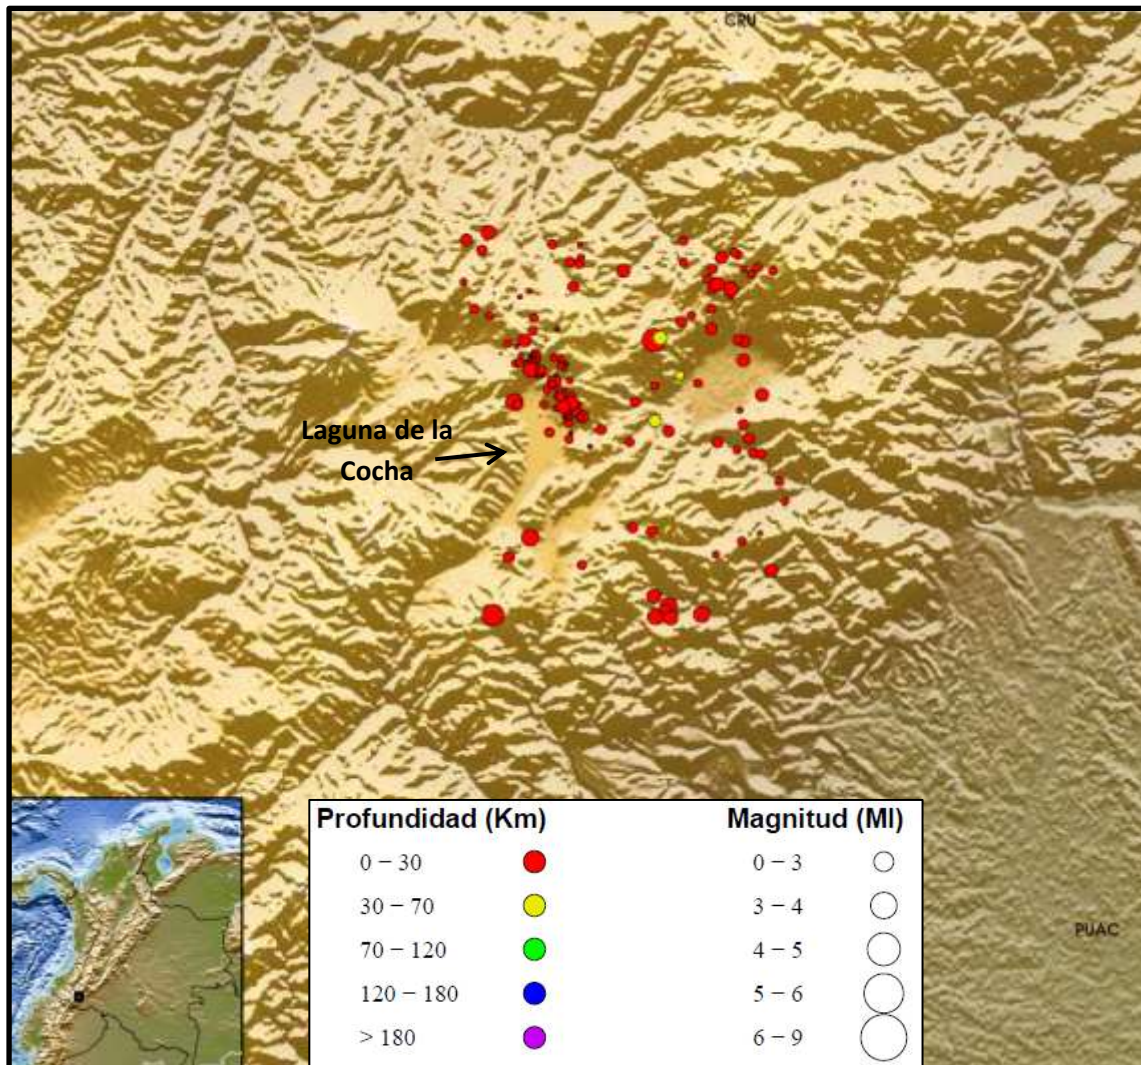 CRU
Laguna de la
Cocha
Profundidad (Km)
0 – 30
30 – 70
70 – 120
120 – 180
> 180
Magnitud (Ml)
0 – 3
3 – 4
4 – 5
5 – 6
6 – 9
PUAC